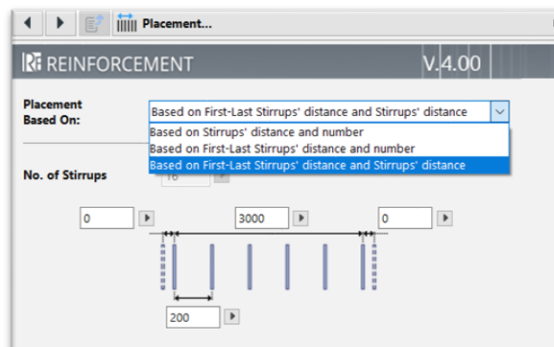 Placement...
RE REINFORCEMENT V.4.00
Placement
Based On:
Based on First-Last Stirrups' distance and Stirrups' distance
Based on Stirrups' distance and number
Based on First-Last Stirrups' distance and number
Based on First-Last Stirrups' distance and Stirrups' distance
No. of Stirrups 16
0 3000 0
200